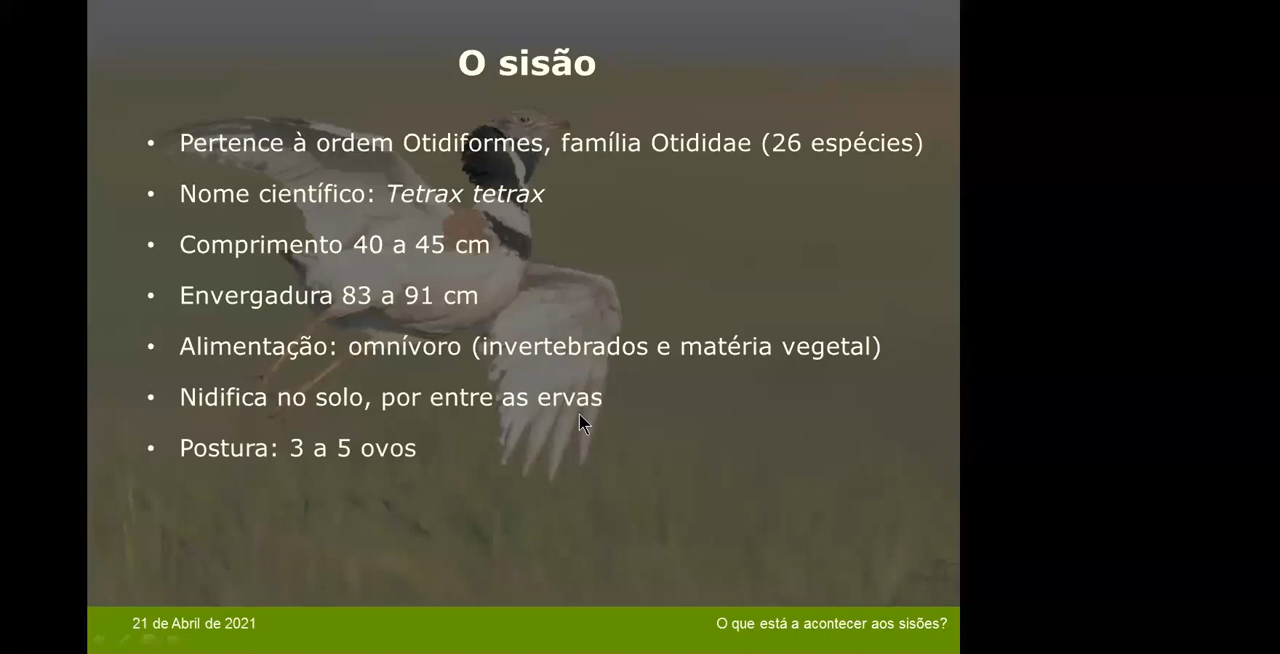 O sisão
• Pertence à ordem Otidiformes, família Otididae (26 espécies)
• Nome científico: Tetrax tetrax
• Comprimento 40 a 45 cm
• Envergadura 83 a 91 cm
• Alimentação: omnívoro (invertebrados e matéria vegetal)
• Nidifica no solo, por entre as ervas
• Postura: 3 a 5 ovos
21 de Abril de 2021
O que está a acontecer aos sisões?